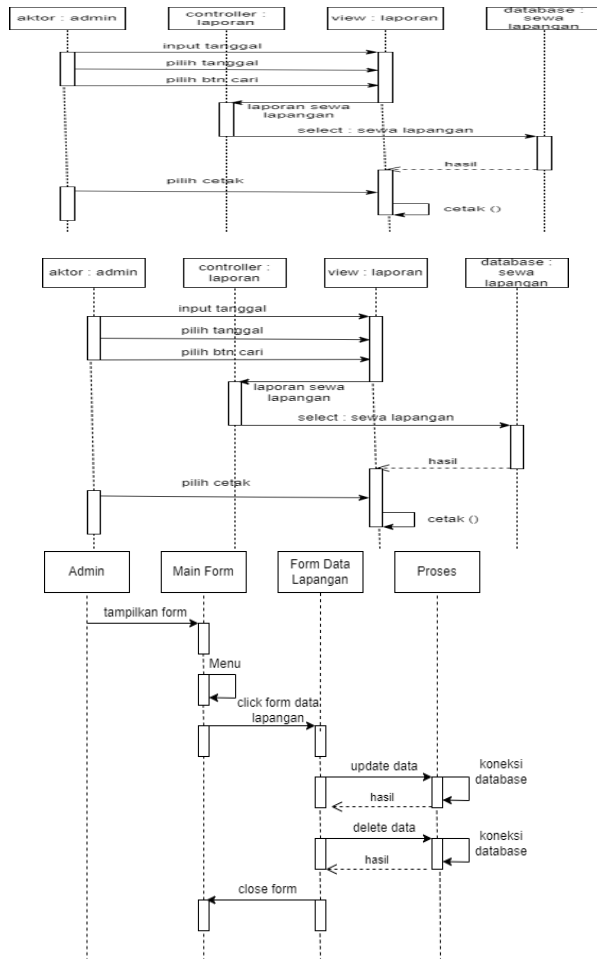 aktor : admin
controller :
laporan
view : laporan
database :
sewa
lapangan
input tanggal
pilih tanggal
pilih btn cari
laporan sewa
lapangan
select : sewa lapangan
hasil
pilih cetak
cetak ()
aktor : admin
controller :
laporan
view : laporan
database :
sewa
lapangan
input tanggal
pilih tanggal
pilih btn cari
laporan sewa
lapangan
select : sewa lapangan
hasil
pilih cetak
cetak ()
Admin
Main Form
Form Data
Lapangan
Proses
tampilkan form
Menu
click form data
lapangan
update data
koneksi
database
hasil
delete data
koneksi
database
hasil
close form